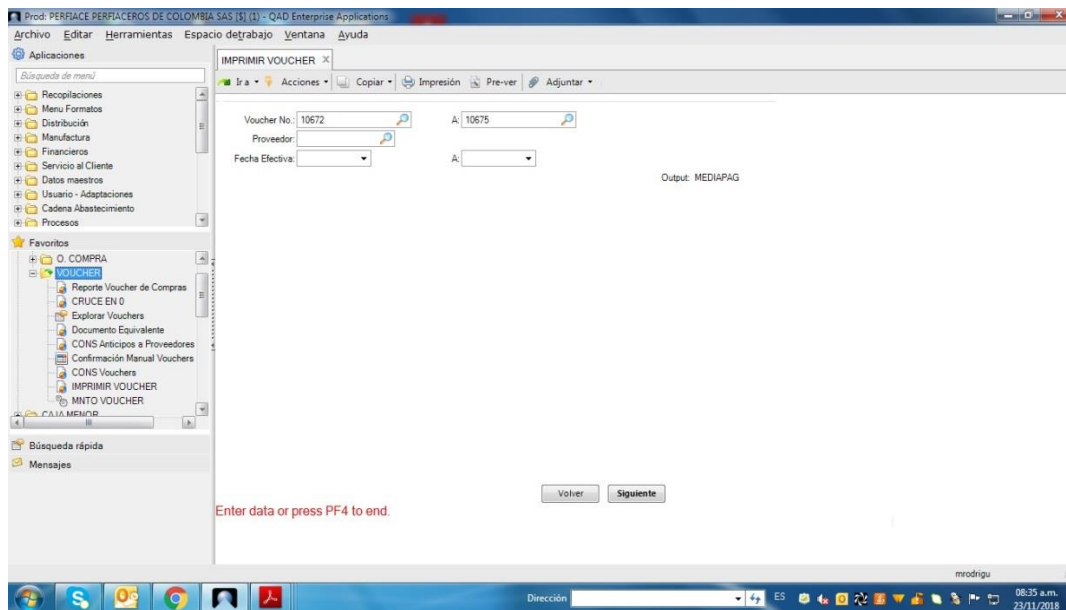 Prod: PERFIACE PERFIACEROS DE COLOMBIA SAS [$] (1) - QAD Enterprise Applications
Archivo Editar Herramientas Espacio detrabajo Ventana Ayuda
Aplicaciones
Búsqueda de menú
Recopilaciones
Menu Formatos
Distribución
Manufactura
Financieros
Servicio al Cliente
Datos maestros
Usuario - Adaptaciones
Cadena Abastecimiento
Procesos
Favoritos
O. COMPRA
VOUCHER
Reporte Voucher de Compras
CRUCE EN 0
Explorar Vouchers
Documento Equivalente
CONS Anticipos a Proveedores
Confirmación Manual Vouchers
CONS Vouchers
IMPRIMIR VOUCHER
MNTO VOUCHER
CAJA MENOR
Búsqueda rápida
Mensajes
IMPRIMIR VOUCHER
Ir a Acciones Copiar Impresión Pre-ver Adjuntar
Voucher No.: 10672 A: 10675
Proveedor:
Fecha Efectiva: A:
Output: MEDIAPAG
Volver Siguiente
Enter data or press PF4 to end.
mrodrigu
Dirección ES 08:35 a.m.
23/11/2018